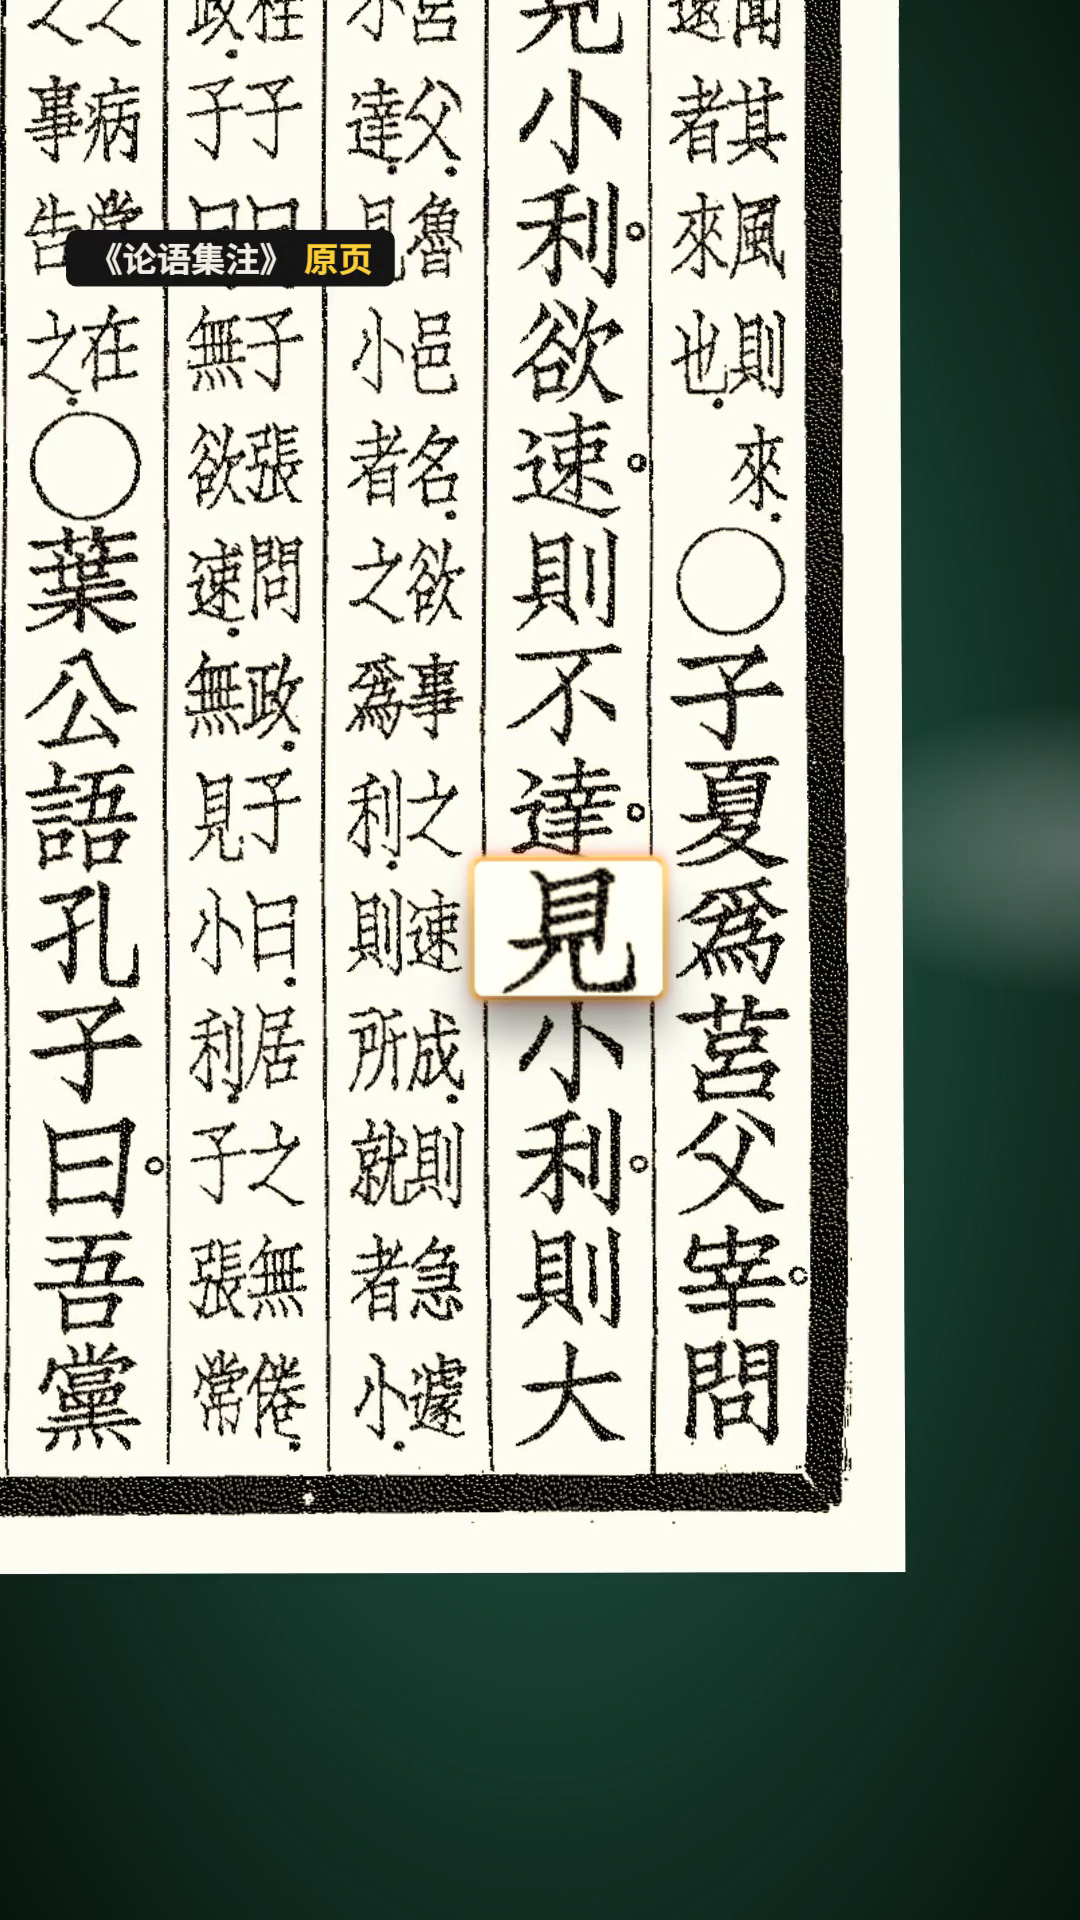 《论语集注》 原页
聞其風則來
遠者來也
○子夏爲莒父宰問
見小利欲速則不達見小利則大
父魯邑名欲事之速成則急遽
達見小者之爲利則所就者小
子曰子張問政子曰居之無倦
政子曰無欲速無見小利子張常
病常在
事告之
○葉公語孔子曰吾黨